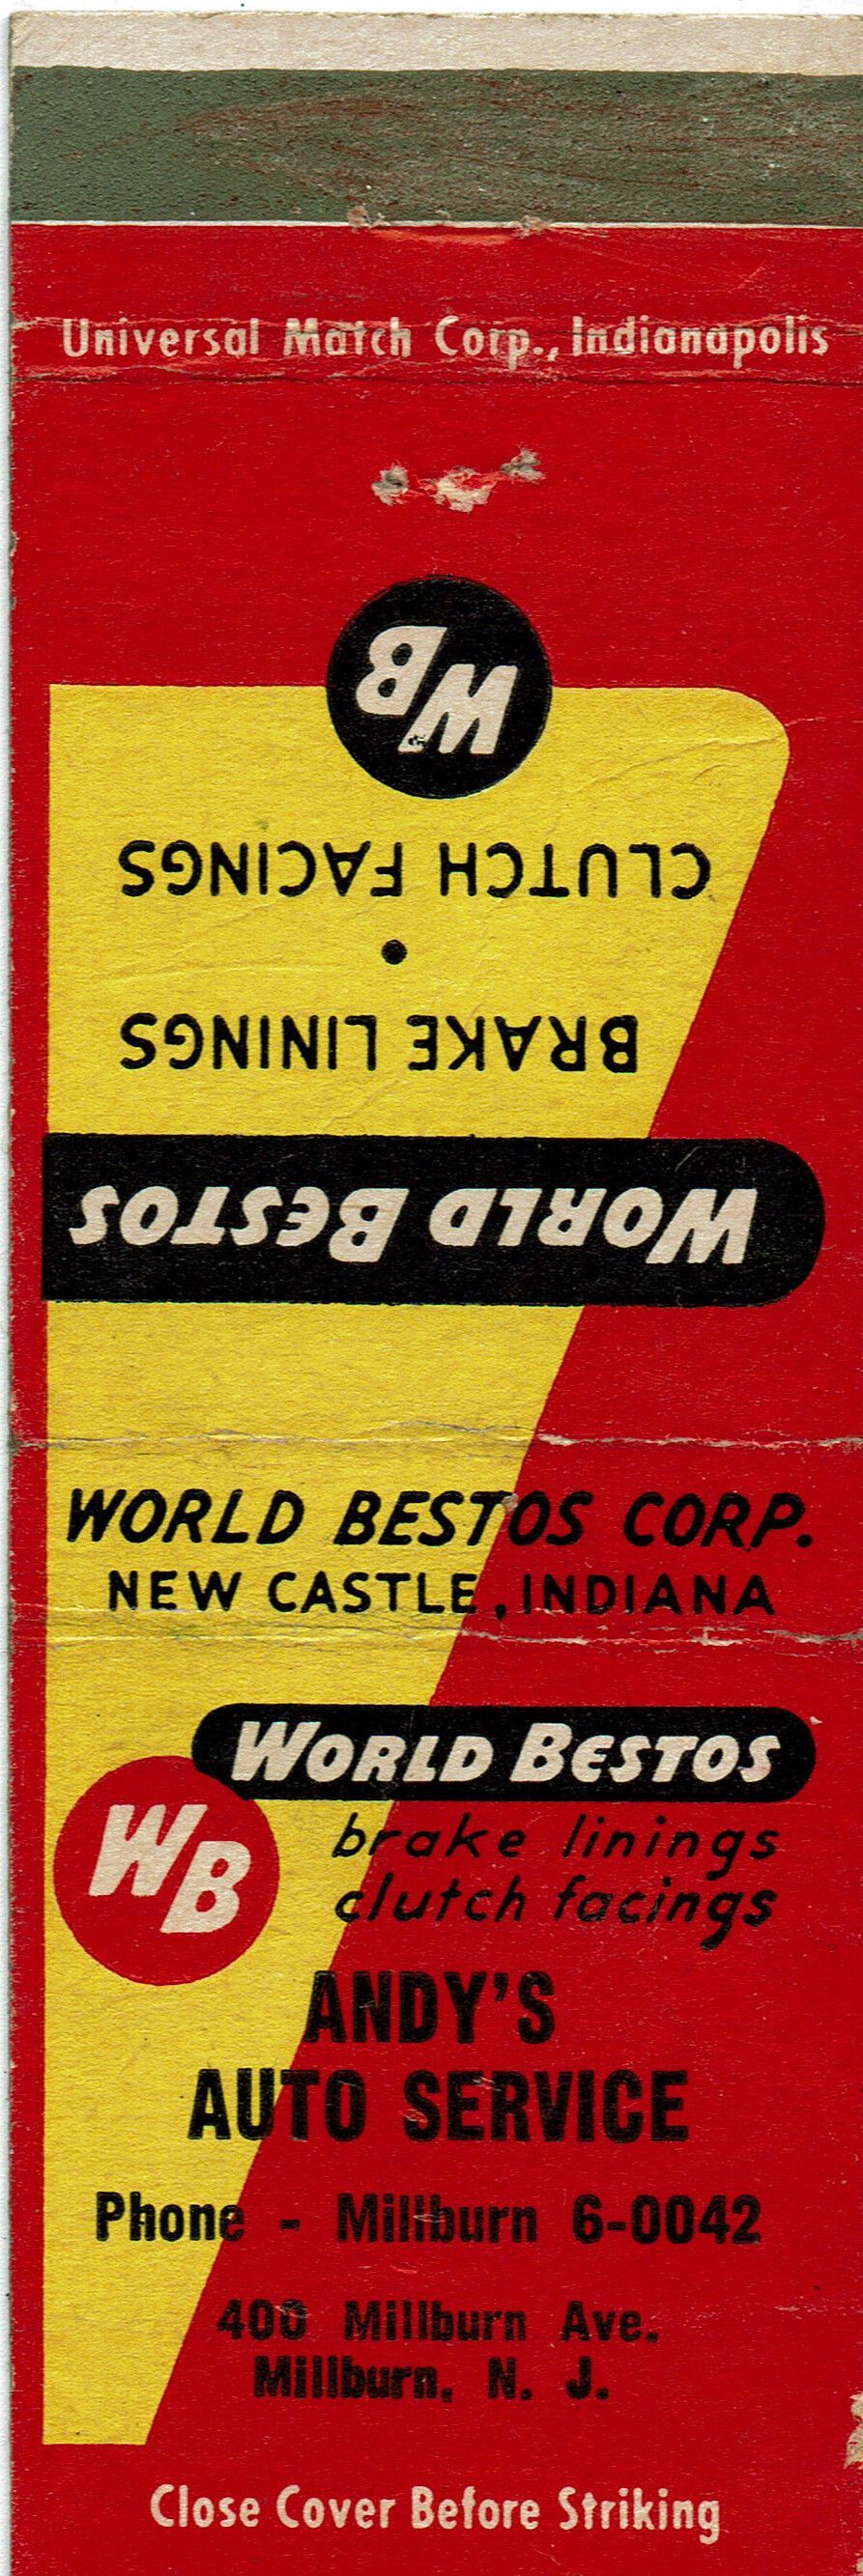 Universal Match Corp., Indianapolis
WB
CLUTCH FACINGS
•
BRAKE LININGS
WORLD BESTOS
WORLD BESTOS CORP.
NEW CASTLE, INDIANA
WORLD BESTOS
WB
brake linings
clutch facings
ANDY'S
AUTO SERVICE
Phone - Millburn 6-0042
400 Millburn Ave.
Millburn, N. J.
Close Cover Before Striking